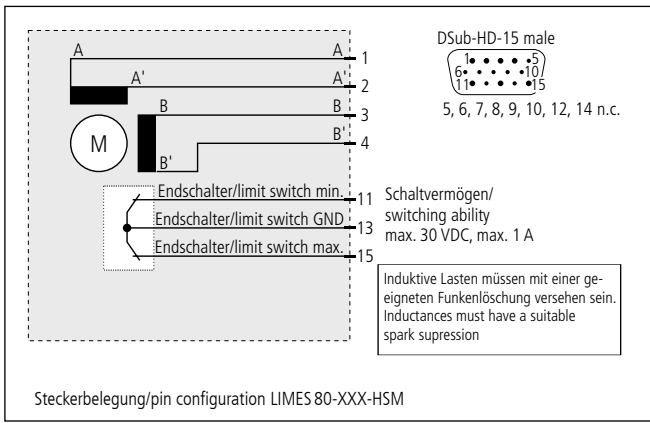 DSub-HD-15 male
A A 1
1 5
A' A' 2
6 10
11 15
B B 3
5, 6, 7, 8, 9, 10, 12, 14 n.c.
B' 4
M
B'
Endschalter/limit switch min. 11
Schaltvermögen/
Endschalter/limit switch GND 13
switching ability
max. 30 VDC, max. 1 A
Endschalter/limit switch max. 15
Induktive Lasten müssen mit einer ge-
eigneten Funkenlöschung versehen sein.
Inductances must have a suitable
spark supression
Steckerbelegung/pin configuration LIMES 80-XXX-HSM